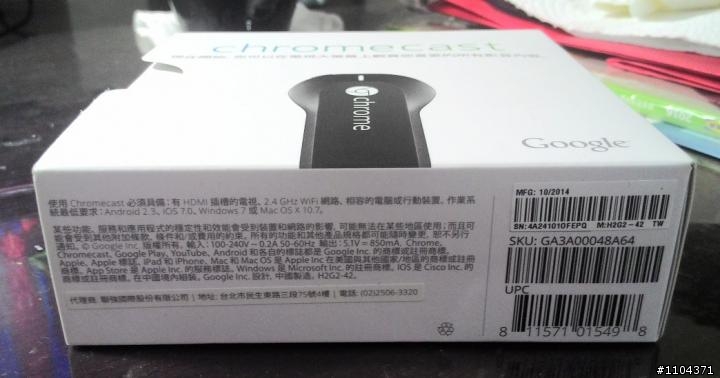 chromecast
chrome
Google
使用 Chromecast 必須具備：有 HDMI 插槽的電視、2.4 GHz WiFi 網路、相容的電腦或行動裝置。作業系
統最低要求：Android 2.3、iOS 7.0、Windows 7 或 Mac OS X 10.7。
某些功能、服務和應用程式的穩定性和效能會受到裝置和網路的影響，可能無法在某些地區使用；而且可
能會受到其他附加條款、條件和/或費用的約束。所有的功能和其他產品規格都可能隨時變更，恕不另行
通知。© Google Inc. 版權所有。輸入：100-240V ⎓ 0.2A 50-60Hz 輸出：5.1V ⎓ 850mA. Chrome,
Chromecast, Google Play, YouTube, Android 和各自的標誌都是 Google Inc. 的商標或註冊商標。
Apple、Apple 標誌、iPad 和 iPhone、Mac 和 Mac OS 是 Apple Inc 在美國與其他國家/地區的商標或註冊
商標。App Store 是 Apple Inc. 的服務標誌。Windows 是 Microsoft Inc. 的註冊商標。IOS 是 Cisco Inc. 的
商標或註冊商標。在中國境內組裝。Google Inc. 設計，中國製造。H2G2-42.
代理商: 聯強國際股份有限公司 | 地址: 台北市民生東路三段75號4樓 | 電話: (02)2506-3320
MFG: 10/2014
SN:4A241010FEPQ M:H2G2-42 TW
SKU: GA3A00048A64
UPC
8 11571 01549 8
#1104371